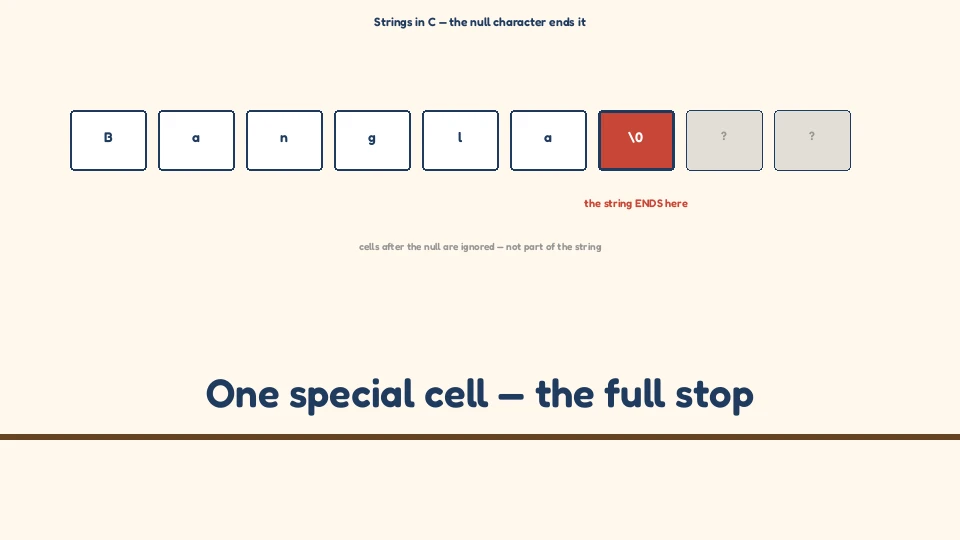 Strings in C — the null character ends it
B a n g l a \0 ? ?
the string ENDS here
cells after the null are ignored — not part of the string
One special cell — the full stop